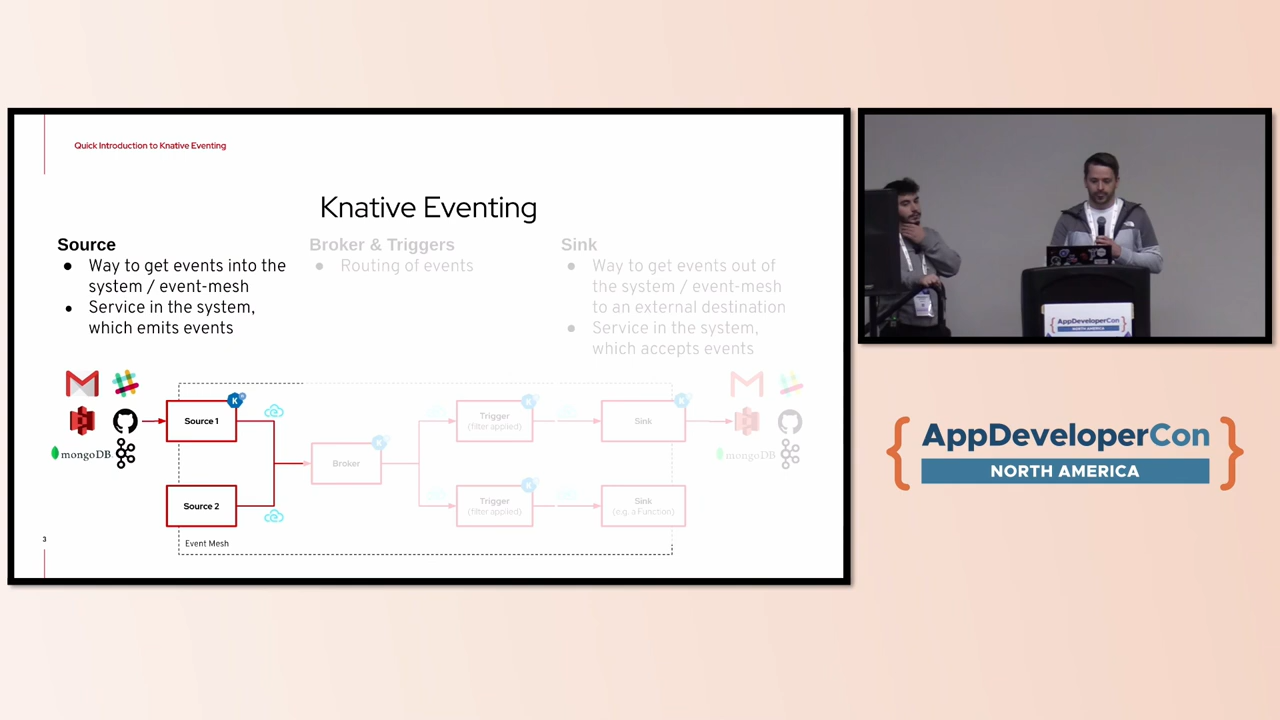 Quick Introduction to Knative Eventing
Knative Eventing
Source
● Way to get events into the
system / event-mesh
● Service in the system,
which emits events
Broker & Triggers
● Routing of events
Sink
● Way to get events out of
the system / event-mesh
to an external destination
● Service in the system,
which accepts events
mongoDB
Source 1
Source 2
Broker
Trigger
(filter applied)
Trigger
(filter applied)
Sink
Sink
(e.g. a Function)
mongoDB
Event Mesh
3
AppDeveloperCon
NORTH AMERICA
{ AppDeveloperCon }
NORTH AMERICA